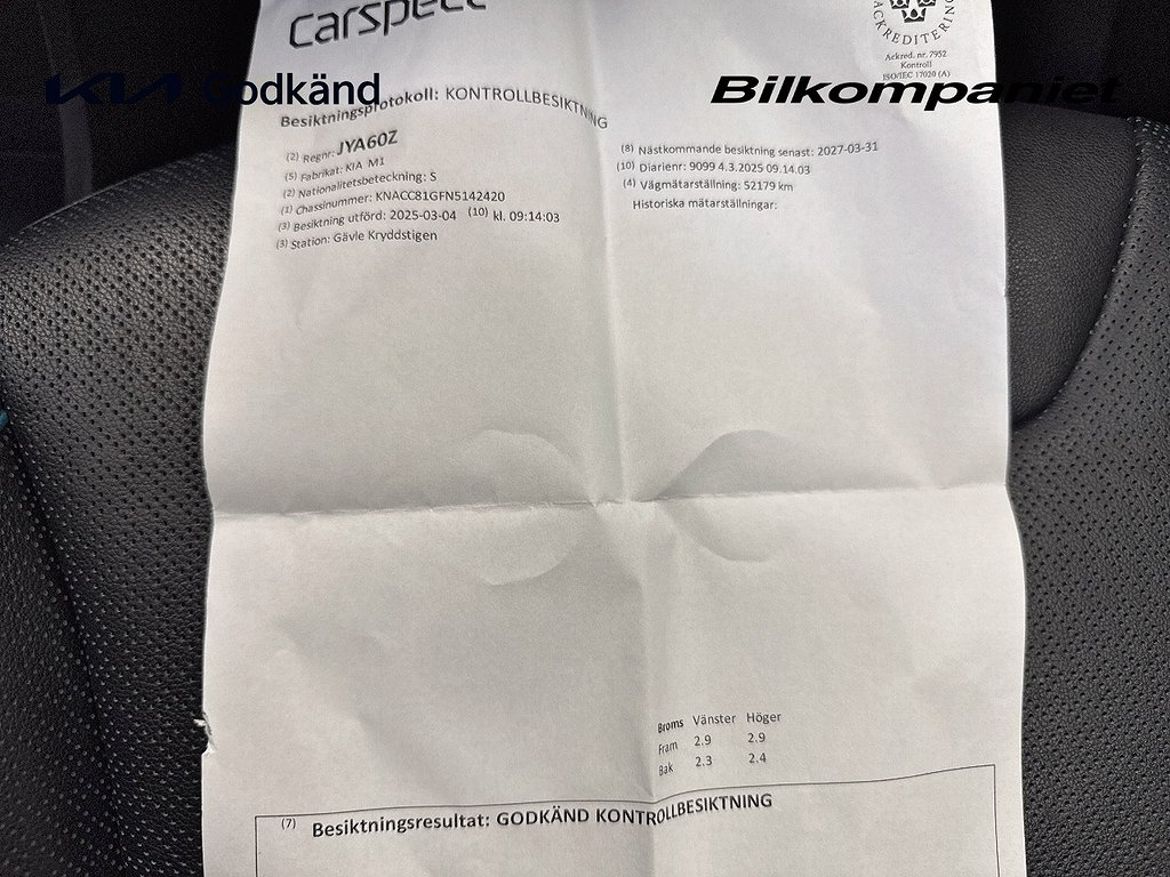 carspect
ACKREDITERING
Ackred. nr. 7952
Kontroll
ISO/IEC 17020 (A)
KIA Godkänd
Bilkompaniet
Besiktningsprotokoll: KONTROLLBESIKTNING
(2) Regnr: JYA60Z
(5) Fabrikat: KIA M1
(2) Nationalitetsbeteckning: S
(1) Chassinummer: KNACC81GFN5142420
(3) Besiktning utförd: 2025-03-04 (10) kl. 09:14:03
(3) Station: Gävle Kryddstigen
(8) Nästkommande besiktning senast: 2027-03-31
(10) Diarienr: 9099 4.3.2025 09.14.03
(4) Vägmätarställning: 52179 km
Historiska mätarställningar:
Broms Vänster Höger
Fram 2.9 2.9
Bak 2.3 2.4
(7) Besiktningsresultat: GODKÄND KONTROLLBESIKTNING